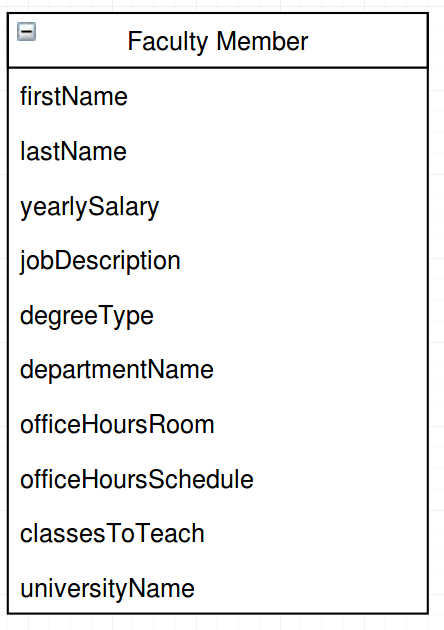 Faculty Member
firstName
lastName
yearlySalary
jobDescription
degreeType
departmentName
officeHoursRoom
officeHoursSchedule
classesToTeach
universityName